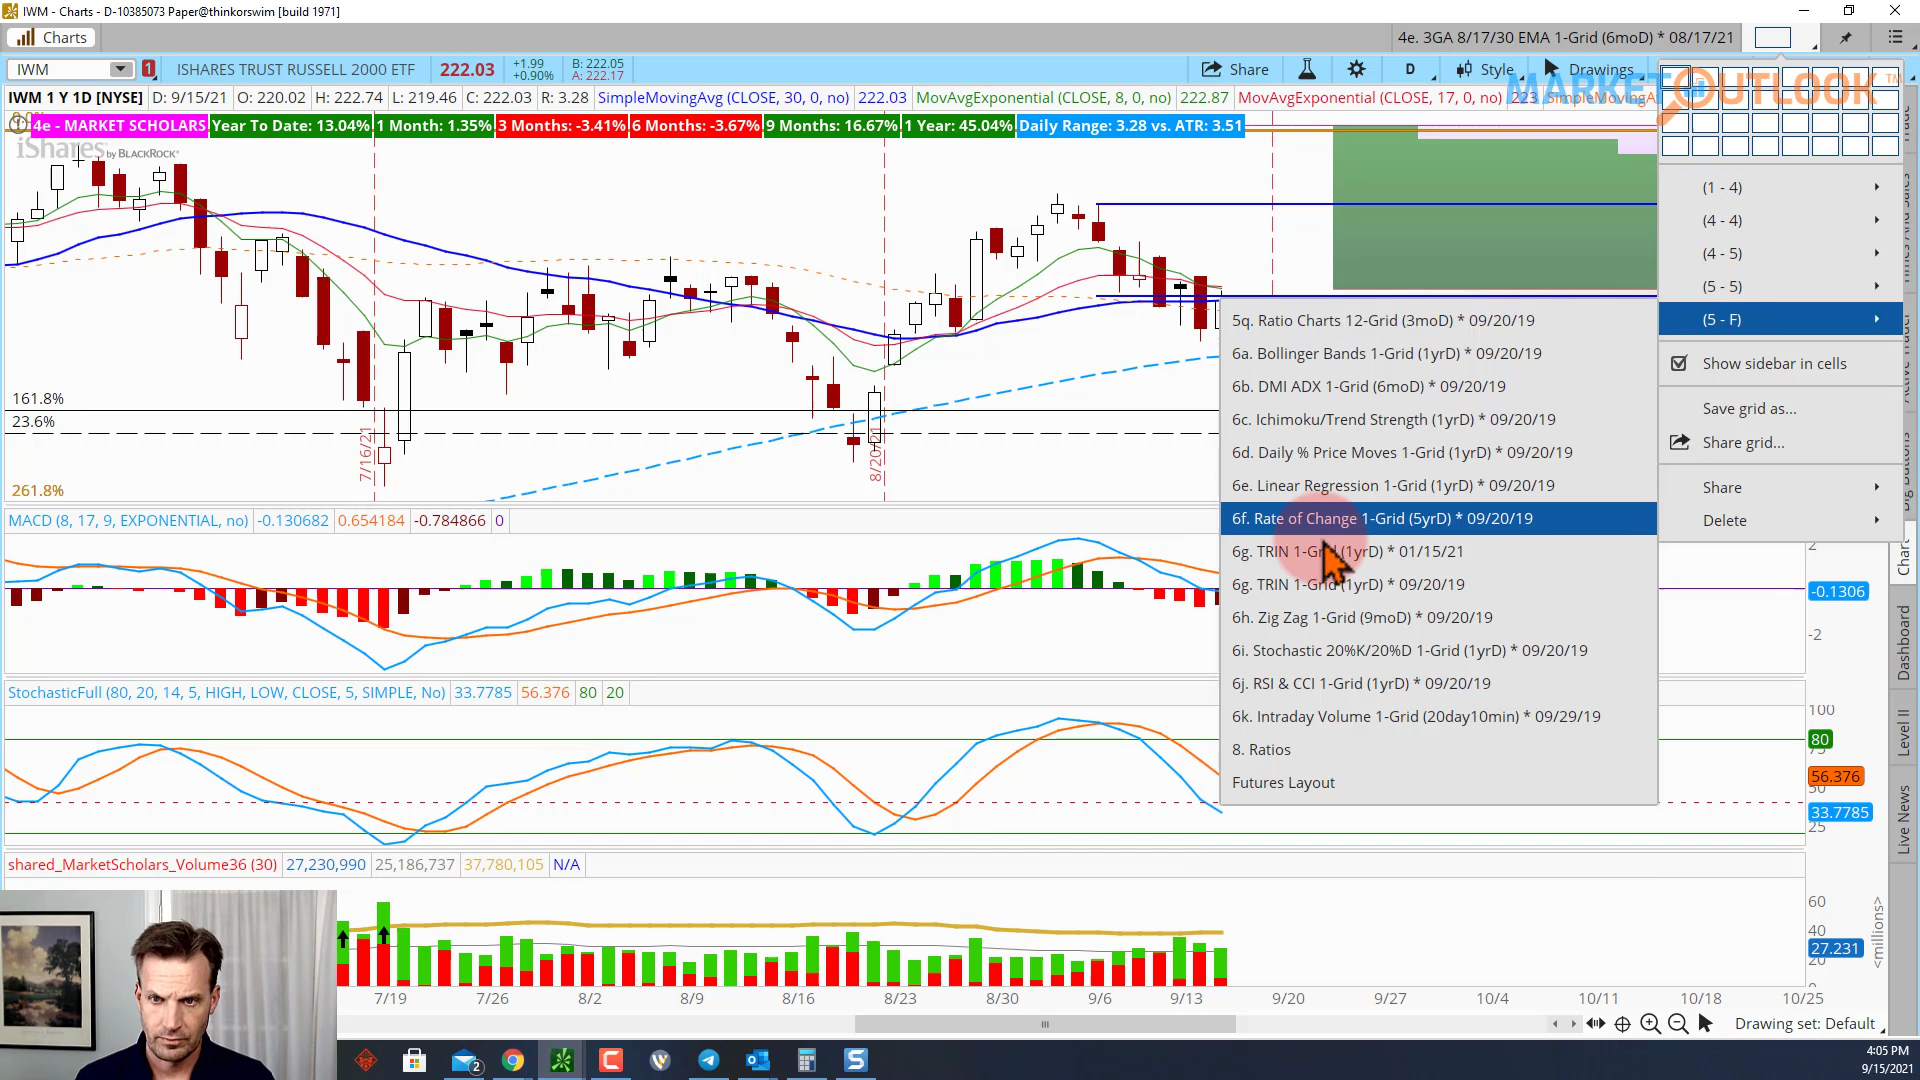 IWM - Charts - D-10385073 Paper@thinkorswim [build 1971]
Charts
4e. 3GA 8/17/30 EMA 1-Grid (6moD) * 08/17/21
IWM
1
ISHARES TRUST RUSSELL 2000 ETF
222.03
+1.99
+0.90%
B: 222.05
A: 222.17
Share
D
Style
Drawings
MARKET OUTLOOK TM
IWM 1 Y 1D [NYSE]
D: 9/15/21
O: 220.02
H: 222.74
L: 219.46
C: 222.03
R: 3.28
SimpleMovingAvg (CLOSE, 30, 0, no)
222.03
MovAvgExponential (CLOSE, 8, 0, no)
222.87
MovAvgExponential (CLOSE, 17, 0, no)
4e - MARKET SCHOLARS
Year To Date: 13.04%
1 Month: 1.35%
3 Months: -3.41%
6 Months: -3.67%
9 Months: 16.67%
1 Year: 45.04%
Daily Range: 3.28 vs. ATR: 3.51
iShares by BLACKROCK
161.8%
23.6%
261.8%
7/16/21
8/20/21
(1 - 4)
(4 - 4)
(4 - 5)
(5 - 5)
(5 - F)
Show sidebar in cells
Save grid as...
Share grid...
Share
Delete
5q. Ratio Charts 12-Grid (3moD) * 09/20/19
6a. Bollinger Bands 1-Grid (1yrD) * 09/20/19
6b. DMI ADX 1-Grid (6moD) * 09/20/19
6c. Ichimoku/Trend Strength (1yrD) * 09/20/19
6d. Daily % Price Moves 1-Grid (1yrD) * 09/20/19
6e. Linear Regression 1-Grid (1yrD) * 09/20/19
6f. Rate of Change 1-Grid (5yrD) * 09/20/19
6g. TRIN 1-Grid (1yrD) * 01/15/21
6g. TRIN 1-Grid (1yrD) * 09/20/19
6h. Zig Zag 1-Grid (9moD) * 09/20/19
6i. Stochastic 20%K/20%D 1-Grid (1yrD) * 09/20/19
6j. RSI & CCI 1-Grid (1yrD) * 09/20/19
6k. Intraday Volume 1-Grid (20day10min) * 09/29/19
8. Ratios
Futures Layout
MACD (8, 17, 9, EXPONENTIAL, no)
-0.130682
0.654184
-0.784866
0
2
-0.1306
-2
StochasticFull (80, 20, 14, 5, HIGH, LOW, CLOSE, 5, SIMPLE, No)
33.7785
56.376
80
20
100
80
56.376
50
33.7785
25
shared_MarketScholars_Volume36 (30)
27,230,990
25,186,737
37,780,105
N/A
60
40
27.231
20
<millions>
7/19
7/26
8/2
8/9
8/16
8/23
8/30
9/6
9/13
9/20
9/27
10/4
10/11
10/18
10/25
Drawing set: Default
Chart
Dashboard
Level II
Live News
2
4:05 PM
9/15/2021